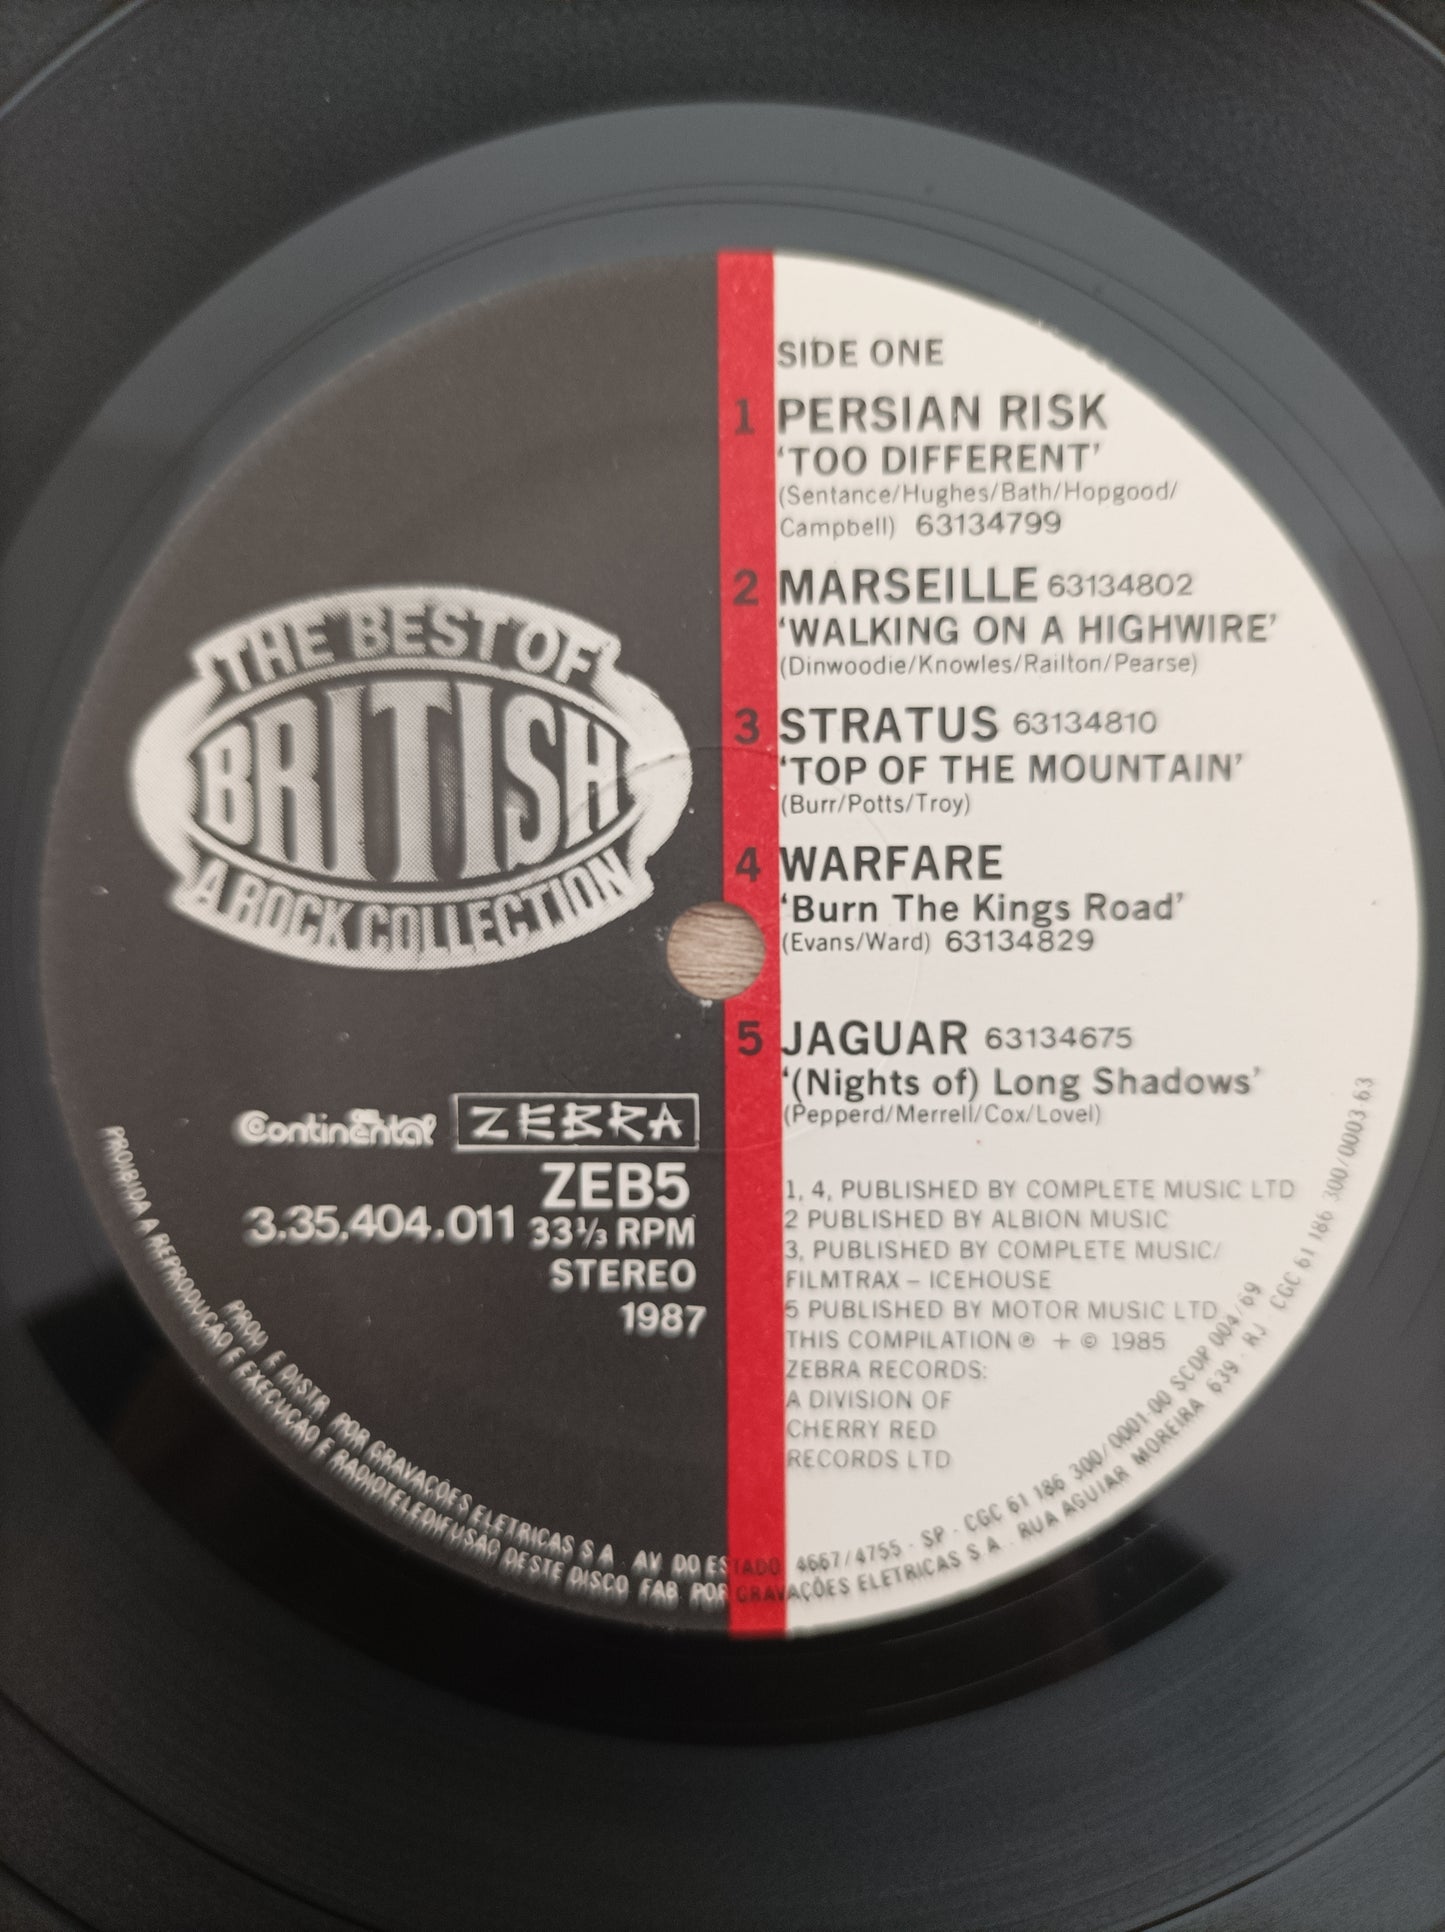 THE BEST OF
BRITISH
A ROCK COLLECTION
Continental ZEBRA
ZEB5
3.35.404.011 33⅓ RPM
STEREO
1987
SIDE ONE
1 PERSIAN RISK
‘TOO DIFFERENT’
(Sentance/Hughes/Bath/Hopgood/
Campbell) 63134799
2 MARSEILLE 63134802
‘WALKING ON A HIGHWIRE’
(Dinwoodie/Knowles/Railton/Pearse)
3 STRATUS 63134810
‘TOP OF THE MOUNTAIN’
(Burr/Potts/Troy)
4 WARFARE
‘Burn The Kings Road’
(Evans/Ward) 63134829
5 JAGUAR 63134675
‘(Nights of) Long Shadows’
(Pepperd/Merrell/Cox/Lovel)
1, 4, PUBLISHED BY COMPLETE MUSIC LTD
2 PUBLISHED BY ALBION MUSIC
3, PUBLISHED BY COMPLETE MUSIC/
FILMTRAX – ICEHOUSE
5 PUBLISHED BY MOTOR MUSIC LTD
THIS COMPILATION ℗ + © 1985
ZEBRA RECORDS:
A DIVISION OF
CHERRY RED
RECORDS LTD
PROD E DISTR POR GRAVAÇÕES ELETRICAS S A · AV DO ESTADO 4667/4755 · SP · CGC 61 186 300/0001-00 SCDP 004/69
PROIBIDA A REPRODUÇÃO E EXECUÇÃO E RADIOTELEDIFUSÃO DESTE DISCO FAB POR GRAVAÇÕES ELETRICAS S A · RUA AGUIAR MOREIRA 639 · RJ · CGC 61 186 300/0003 63